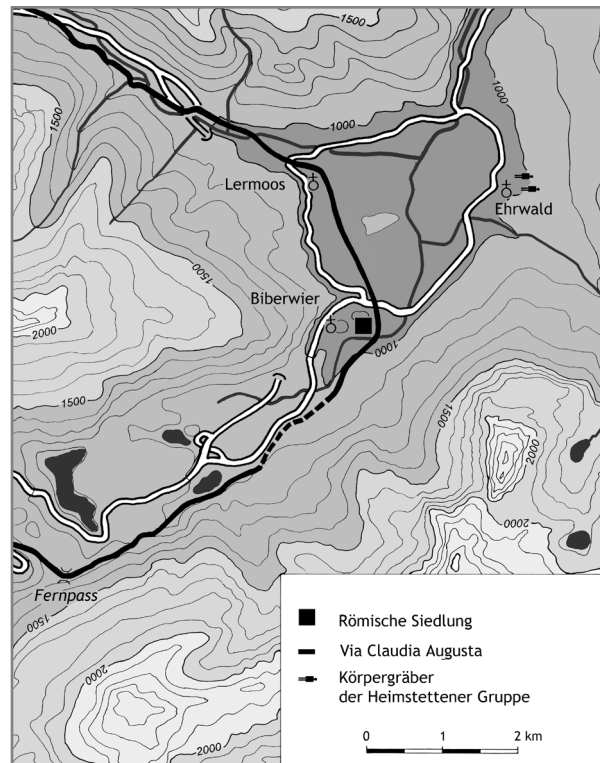 1500
1000
1000
Lermoos
Ehrwald
1500
Biberwier
2000
1000
1500
1500
2000
2000
Fernpass
1500
2000
2000
Römische Siedlung
Via Claudia Augusta
Körpergräber
der Heimstettener Gruppe
0 1 2 km